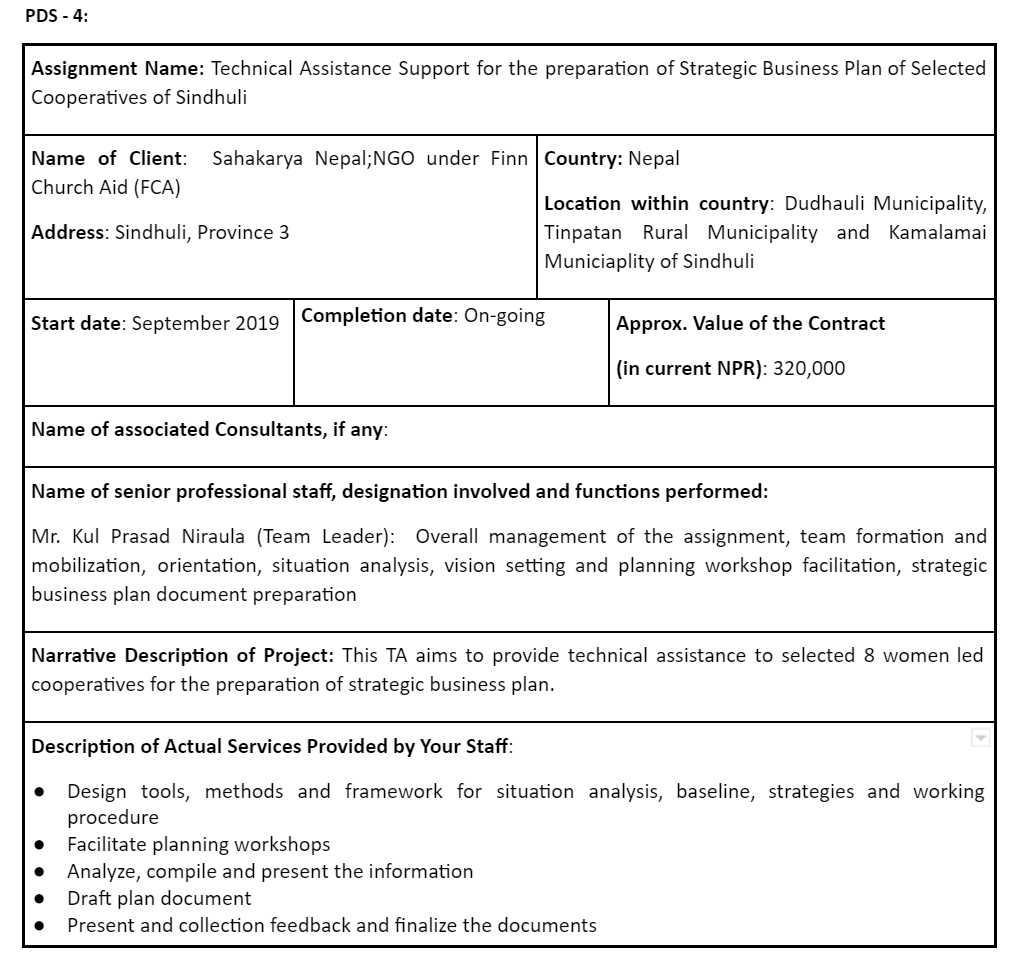 PDS - 4:
Assignment Name: Technical Assistance Support for the preparation of Strategic Business Plan of Selected
Cooperatives of Sindhuli
Name of Client: Sahakarya Nepal;NGO under Finn
Church Aid (FCA)
Address: Sindhuli, Province 3
Country: Nepal
Location within country: Dudhauli Municipality,
Tinpatan Rural Municipality and Kamalamai
Municiaplity of Sindhuli
Start date: September 2019
Completion date: On-going
Approx. Value of the Contract
(in current NPR): 320,000
Name of associated Consultants, if any:
Name of senior professional staff, designation involved and functions performed:
Mr. Kul Prasad Niraula (Team Leader): Overall management of the assignment, team formation and
mobilization, orientation, situation analysis, vision setting and planning workshop facilitation, strategic
business plan document preparation
Narrative Description of Project: This TA aims to provide technical assistance to selected 8 women led
cooperatives for the preparation of strategic business plan.
Description of Actual Services Provided by Your Staff:
● Design tools, methods and framework for situation analysis, baseline, strategies and working
procedure
● Facilitate planning workshops
● Analyze, compile and present the information
● Draft plan document
● Present and collection feedback and finalize the documents